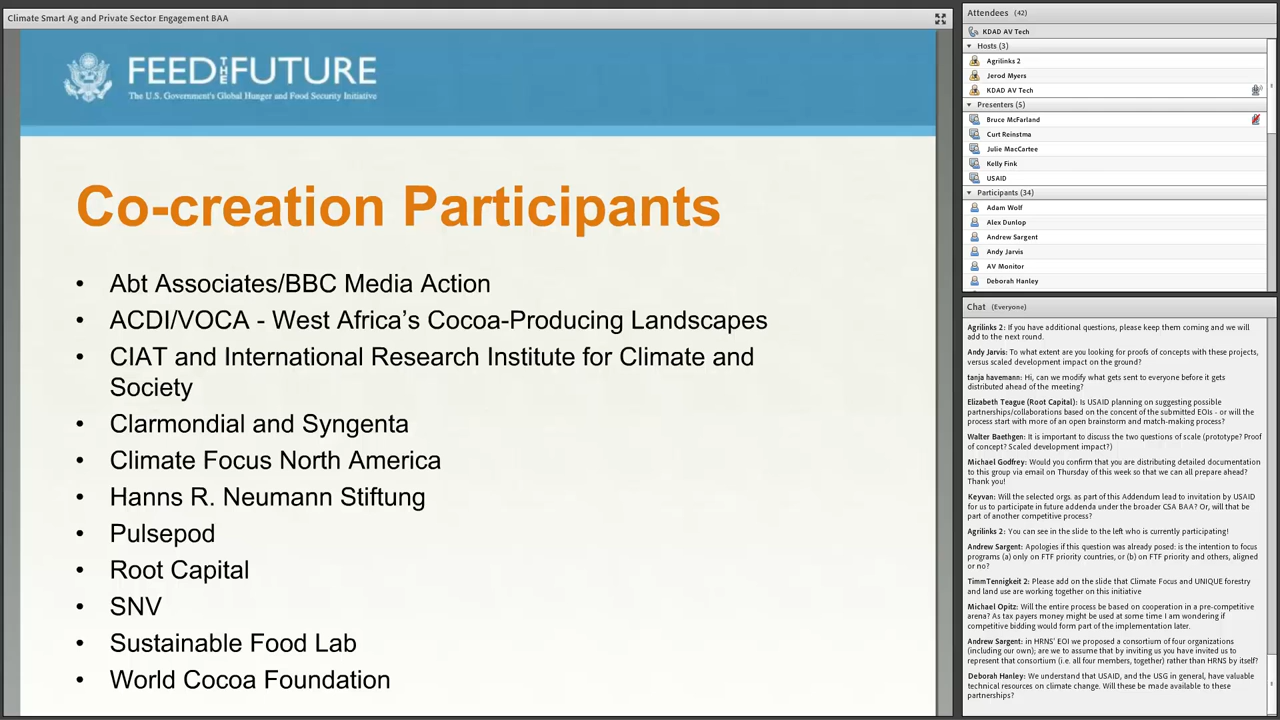 Climate Smart Ag and Private Sector Engagement BAA
FEED THE FUTURE
The U.S. Government's Global Hunger and Food Security Initiative
Co-creation Participants
• Abt Associates/BBC Media Action
• ACDI/VOCA - West Africa's Cocoa-Producing Landscapes
• CIAT and International Research Institute for Climate and
Society
• Clarmondial and Syngenta
• Climate Focus North America
• Hanns R. Neumann Stiftung
• Pulsepod
• Root Capital
• SNV
• Sustainable Food Lab
• World Cocoa Foundation
Attendees (42)
KDAD AV Tech
Hosts (3)
Agrilinks 2
Jerod Myers
KDAD AV Tech
Presenters (5)
Bruce McFarland
Curt Reinstma
Julie MacCartee
Kelly Fink
USAID
Participants (34)
Adam Wolf
Alex Dunlop
Andrew Sargent
Andy Jarvis
AV Monitor
Deborah Hanley
Chat (Everyone)
Agrilinks 2: If you have additional questions, please keep them coming and we will
add to the next round.
Andy Jarvis: To what extent are you looking for proofs of concepts with these projects,
versus scaled development impact on the ground?
tanja havemann: Hi, can we modify what gets sent to everyone before it gets
distributed ahead of the meeting?
Elizabeth Teague (Root Capital): Is USAID planning on suggesting possible
partnerships/collaborations based on the concent of the submitted EOIs - or will the
process start with more of an open brainstorm and match-making process?
Walter Baethgen: It is important to discuss the two questions of scale (prototype? Proof
of concept? Scaled development impact?)
Michael Godfrey: Would you confirm that you are distributing detailed documentation
to this group via email on Thursday of this week so that we can all prepare ahead?
Thank you!
Keyvan: Will the selected orgs. as part of this Addendum lead to invitation by USAID
for us to participate in future addenda under the broader CSA BAA? Or, will that be
part of another competitive process?
Agrilinks 2: You can see in the slide to the left who is currently participating!
Andrew Sargent: Apologies if this question was already posed: is the intention to focus
programs (a) only on FTF priority countries, or (b) on FTF priority and others, aligned
or no?
TimmTennigkeit 2: Please add on the slide that Climate Focus and UNIQUE forestry
and land use are working together on this initiative
Michael Opitz: Will the entire process be based on cooperation in a pre-competitive
arena? As tax payers money might be used at some time I am wondering if
competitive bidding would form part of the implementation later.
Andrew Sargent: in HRNS' EOI we proposed a consortium of four organizations
(including our own); are we to assume that by inviting us you have invited us to
represent that consortium (i.e. all four members, together) rather than HRNS by itself?
Deborah Hanley: We understand that USAID, and the USG in general, have valuable
technical resources on climate change. Will these be made available to these
partnerships?